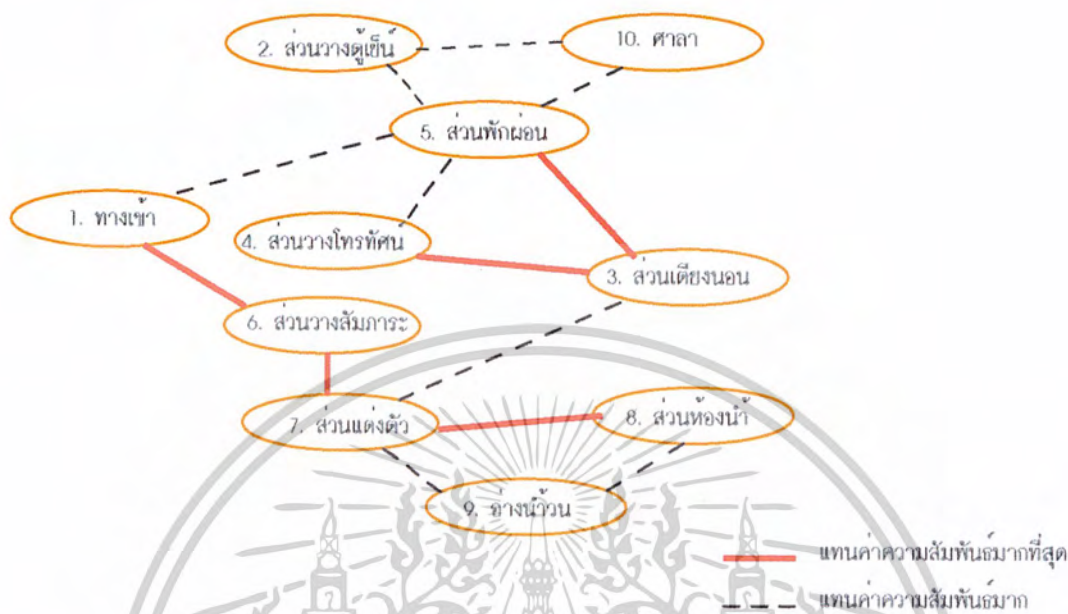 2. ส่วนวางตู้เย็น
10. ศาลา
5. ส่วนพักผ่อน
1. ทางเข้า
4. ส่วนวางโทรทัศน
3. ส่วนเตียงนอน
6. ส่วนวางสัมภาระ
7. ส่วนแต่งตัว
8. ส่วนห้องน้ำ
9. อ่างน้ำวน
แทนค่าความสัมพันธ์มากที่สุด
แทนค่าความสัมพันธ์มาก